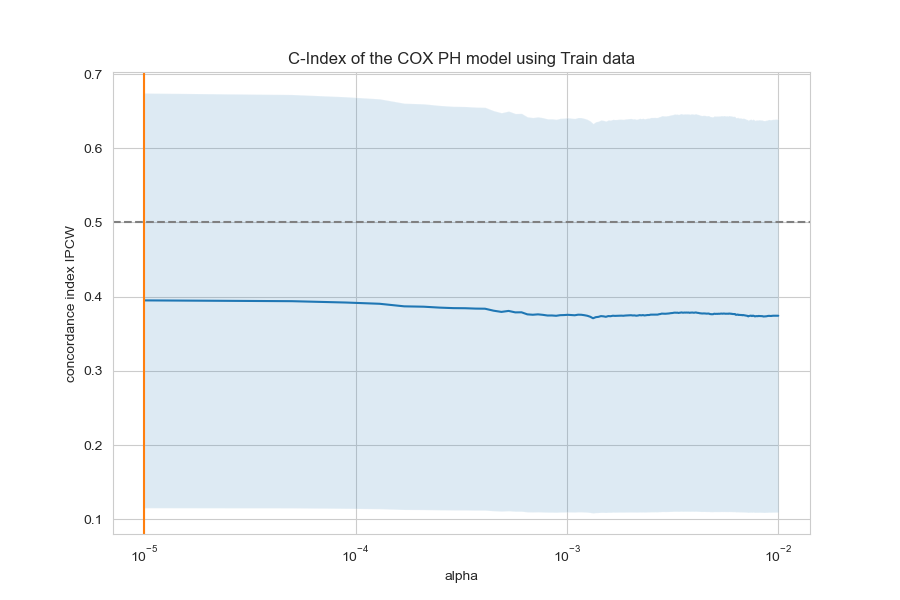 C-Index of the COX PH model using Train data
concordance index IPCW
0.7
0.6
0.5
0.4
0.3
0.2
0.1
10⁻⁵ 10⁻⁴ 10⁻³ 10⁻²
alpha